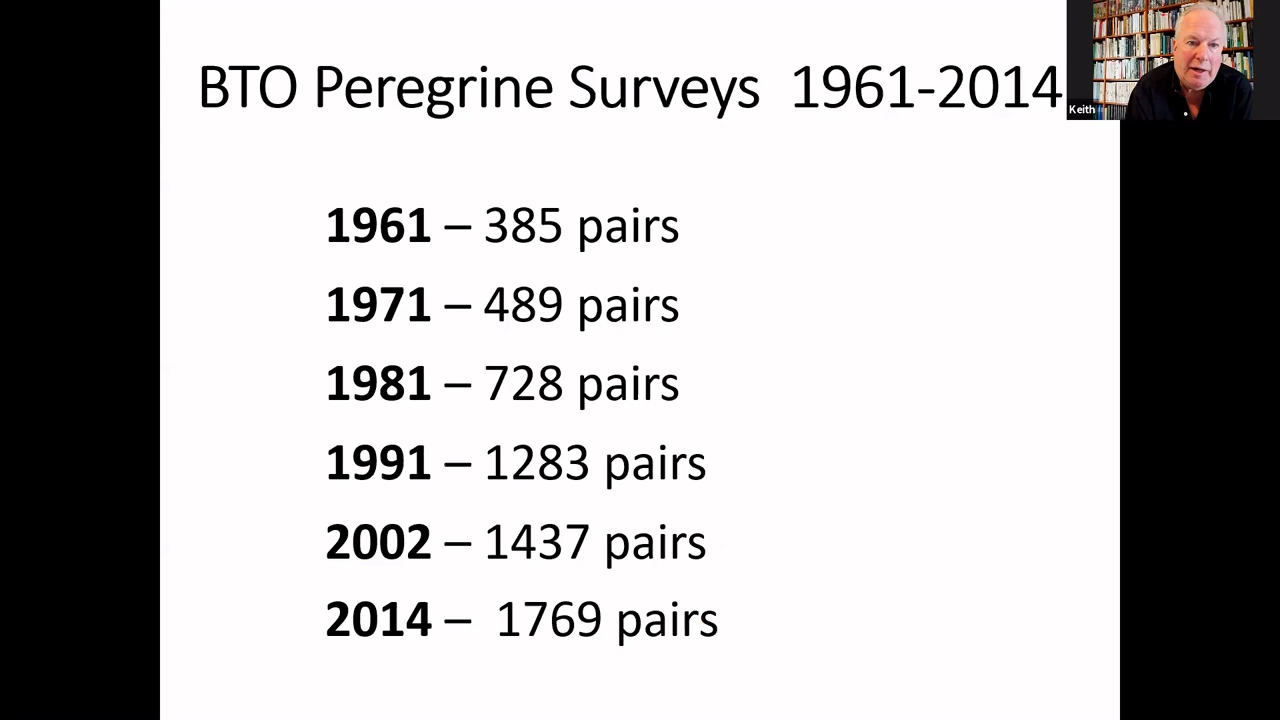 BTO Peregrine Surveys 1961-2014
Keith
1961 – 385 pairs
1971 – 489 pairs
1981 – 728 pairs
1991 – 1283 pairs
2002 – 1437 pairs
2014 – 1769 pairs